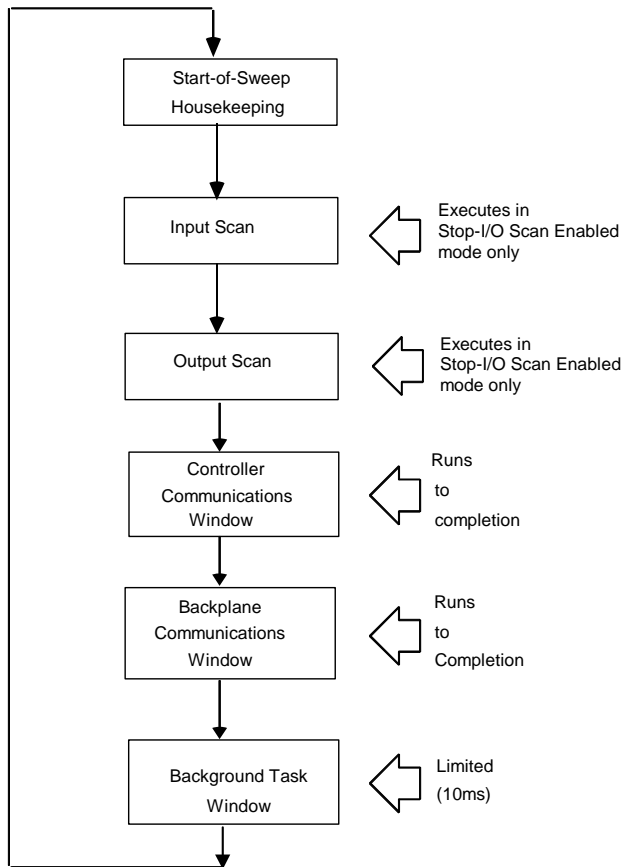 Start-of-Sweep
Housekeeping
Input Scan
Executes in
Stop-I/O Scan Enabled
mode only
Output Scan
Executes in
Stop-I/O Scan Enabled
mode only
Controller
Communications
Window
Runs
to
completion
Backplane
Communications
Window
Runs
to
Completion
Background Task
Window
Limited
(10ms)